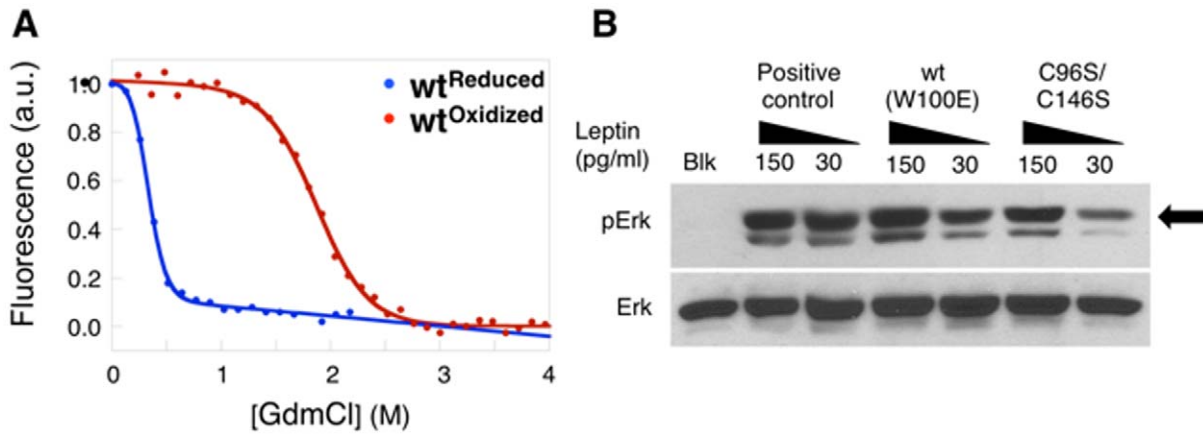 A
Fluorescence (a.u.)
1.0
0.8
0.6
0.4
0.2
0.0
0
1
2
3
4
[GdmCl] (M)
wtReduced
wtOxidized
B
Leptin
(pg/ml)
Blk
Positive
control
150 30
wt
(W100E)
150 30
C96S/
C146S
150 30
pErk
Erk